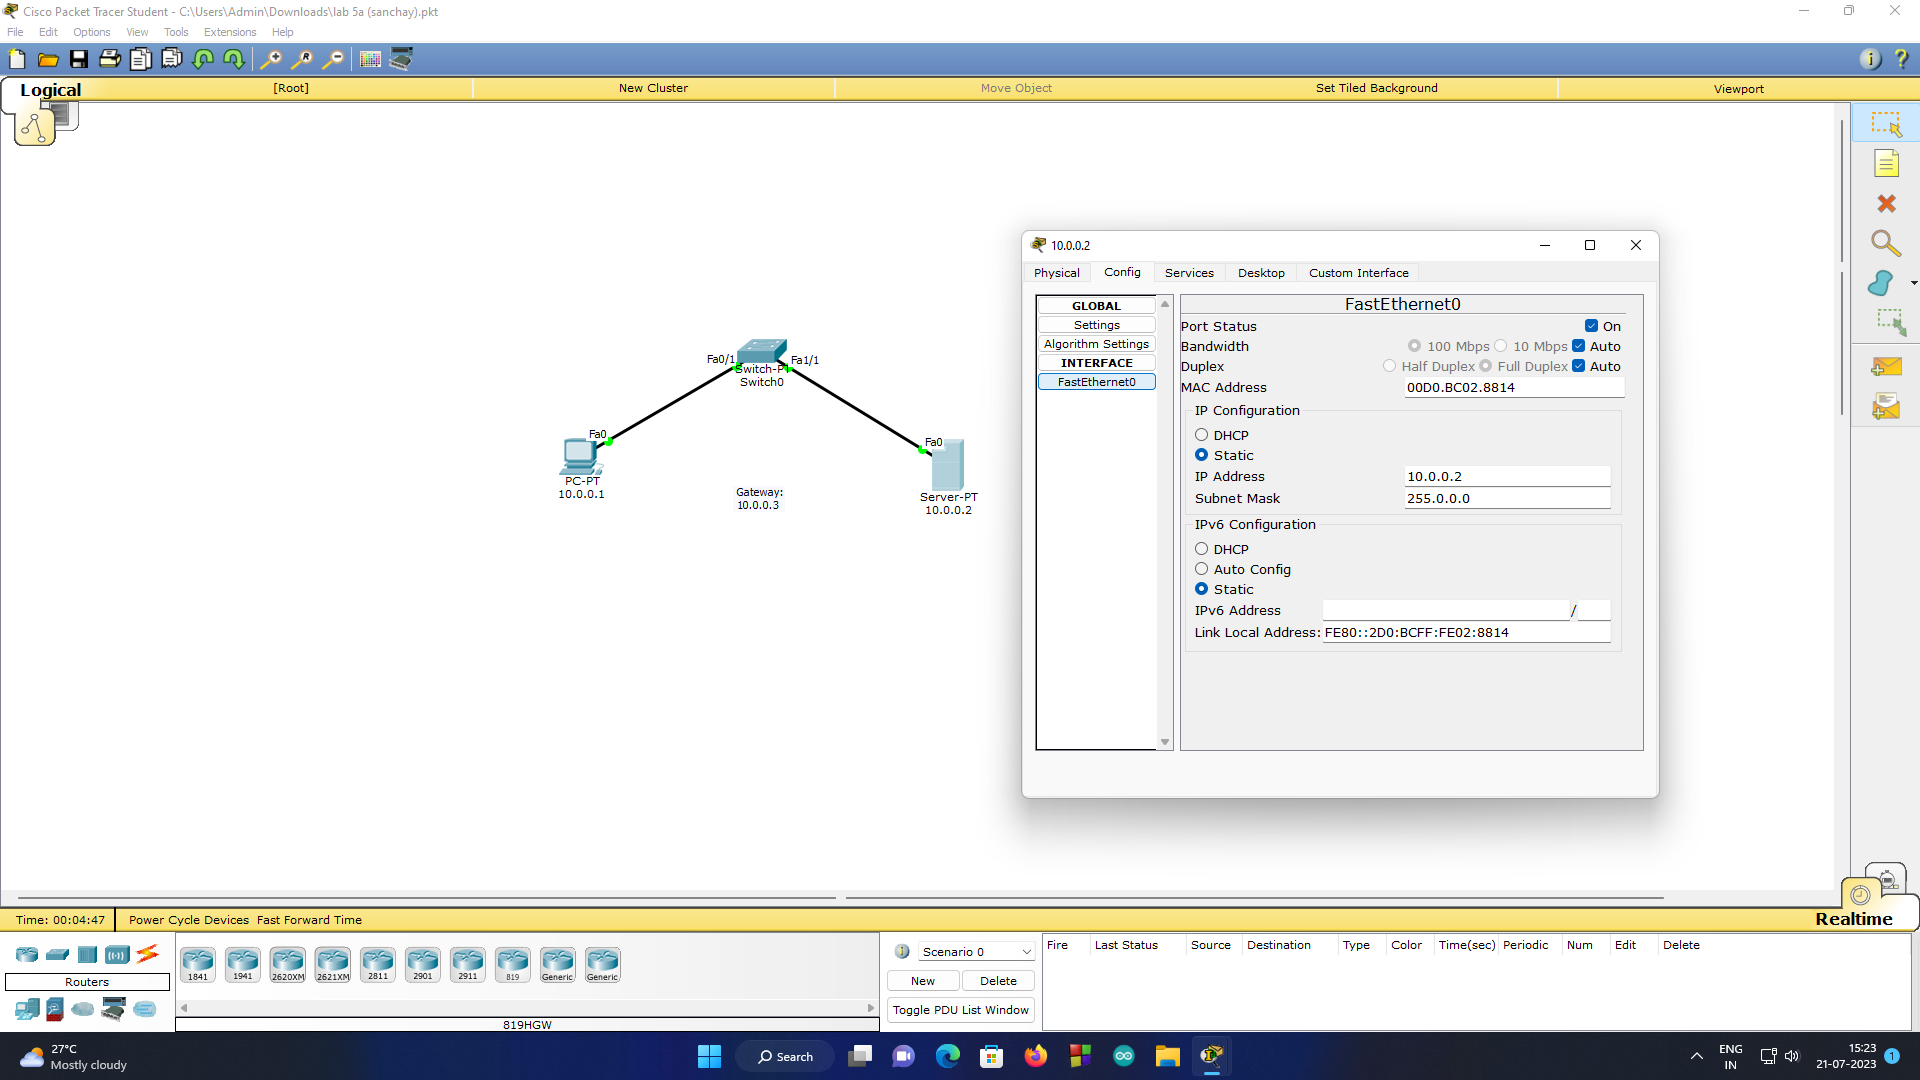 Cisco Packet Tracer Student - C:\Users\Admin\Downloads\lab 5a (sanchay).pkt
File Edit Options View Tools Extensions Help
Logical [Root] New Cluster Move Object Set Tiled Background Viewport
Fa0/1 Fa1/1
Switch-PT
Switch0
Fa0
PC-PT
10.0.0.1
Gateway:
10.0.0.3
Fa0
Server-PT
10.0.0.2
10.0.0.2
Physical Config Services Desktop Custom Interface
GLOBAL
Settings
Algorithm Settings
INTERFACE
FastEthernet0
FastEthernet0
Port Status On
Bandwidth 100 Mbps 10 Mbps Auto
Duplex Half Duplex Full Duplex Auto
MAC Address 00D0.BC02.8814
IP Configuration
DHCP
Static
IP Address 10.0.0.2
Subnet Mask 255.0.0.0
IPv6 Configuration
DHCP
Auto Config
Static
IPv6 Address /
Link Local Address: FE80::2D0:BCFF:FE02:8814
Time: 00:04:47 Power Cycle Devices Fast Forward Time Realtime
Routers
1841 1941 2620XM 2621XM 2811 2901 2911 819 Generic Generic
819HGW
Scenario 0
New Delete
Toggle PDU List Window
Fire Last Status Source Destination Type Color Time(sec) Periodic Num Edit Delete
27°C
Mostly cloudy
Search
ENG
IN
15:23
21-07-2023
1